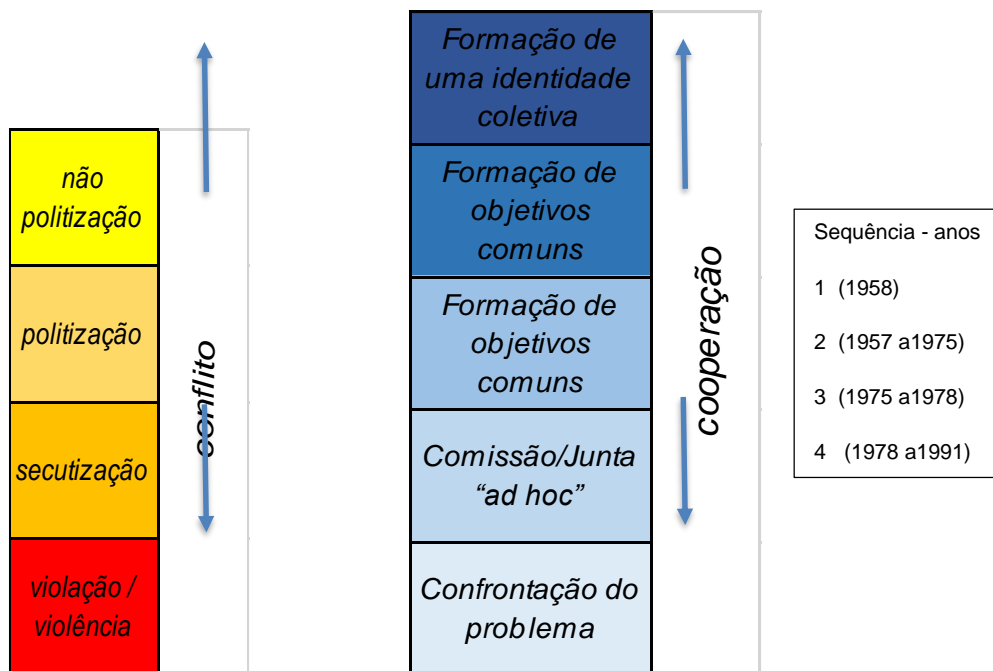 não
politização
politização
secutização
violação /
violência
conflito
Formação de
uma identidade
coletiva
Formação de
objetivos
comuns
Formação de
objetivos
comuns
Comissão/Junta
“ad hoc”
Confrontação do
problema
cooperação
Sequência - anos
1 (1958)
2 (1957 a1975)
3 (1975 a1978)
4 (1978 a1991)